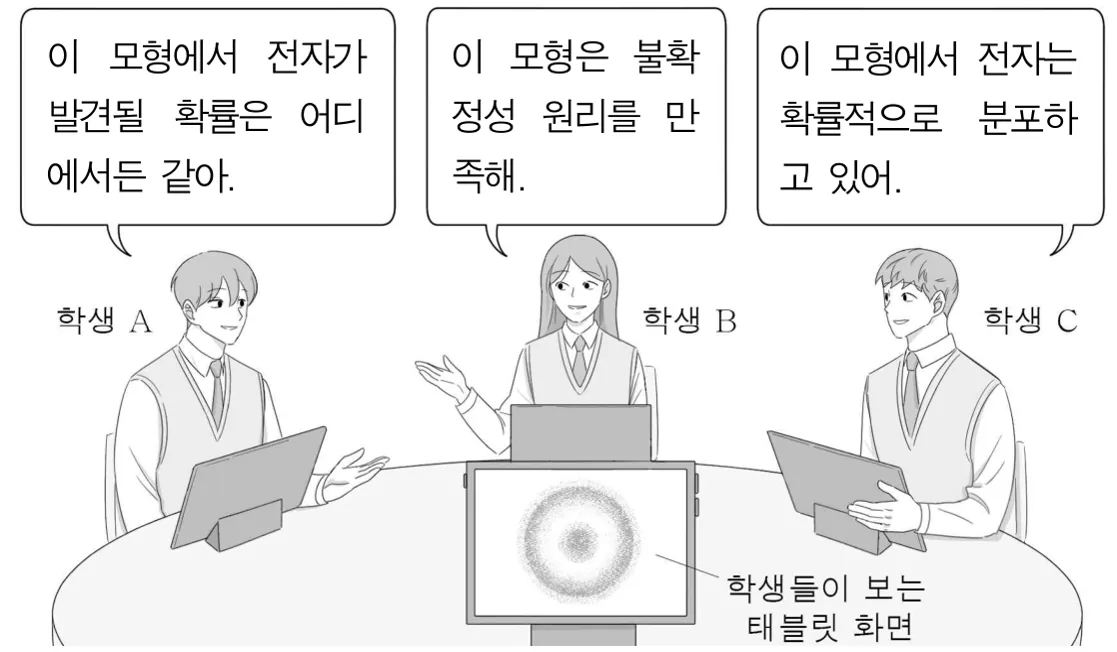 이 모형에서 전자가
발견될 확률은 어디
에서든 같아.
이 모형은 불확
정성 원리를 만
족해.
이 모형에서 전자는
확률적으로 분포하
고 있어.
학생 A
학생 B
학생 C
학생들이 보는
태블릿 화면